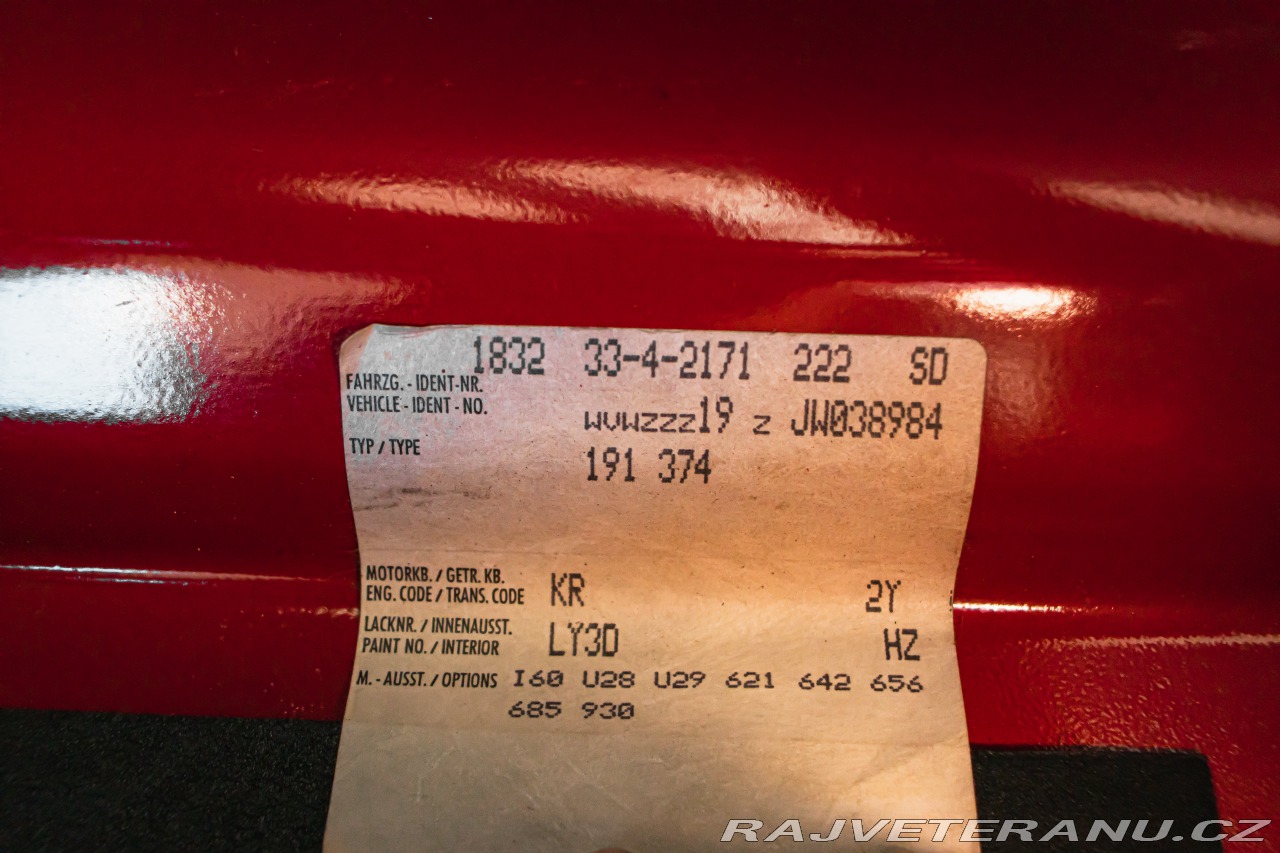 1832 33-4-2171 222 SD
FAHRZG. - IDENT-NR.
VEHICLE - IDENT - NO. wvwzzz19 z JW038984
TYP / TYPE 191 374
MOTORKB. / GETR. KB.
ENG. CODE / TRANS. CODE KR 2Y
LACKNR. / INNENAUSST.
PAINT NO. / INTERIOR LY3D HZ
M. - AUSST. / OPTIONS I60 U28 U29 621 642 656
685 930
RAJVETERANU.CZ